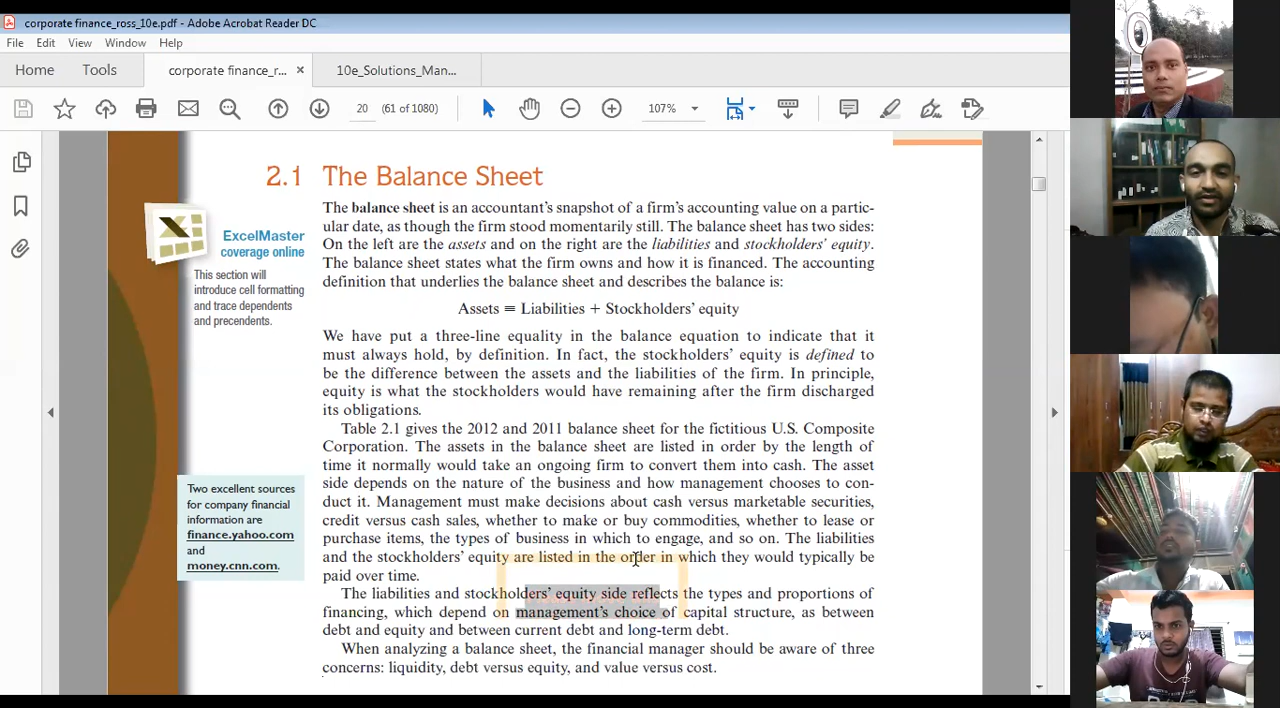 corporate finance_ross_10e.pdf - Adobe Acrobat Reader DC
File Edit View Window Help
Home Tools corporate finance_r... × 10e_Solutions_Man...
20 (61 of 1080) 107%
2.1 The Balance Sheet
ExcelMaster
coverage online
This section will
introduce cell formatting
and trace dependents
and precendents.
The balance sheet is an accountant's snapshot of a firm's accounting value on a partic-
ular date, as though the firm stood momentarily still. The balance sheet has two sides:
On the left are the assets and on the right are the liabilities and stockholders' equity.
The balance sheet states what the firm owns and how it is financed. The accounting
definition that underlies the balance sheet and describes the balance is:
Assets ≡ Liabilities + Stockholders' equity
We have put a three-line equality in the balance equation to indicate that it
must always hold, by definition. In fact, the stockholders' equity is defined to
be the difference between the assets and the liabilities of the firm. In principle,
equity is what the stockholders would have remaining after the firm discharged
its obligations.
Table 2.1 gives the 2012 and 2011 balance sheet for the fictitious U.S. Composite
Corporation. The assets in the balance sheet are listed in order by the length of
time it normally would take an ongoing firm to convert them into cash. The asset
side depends on the nature of the business and how management chooses to con-
duct it. Management must make decisions about cash versus marketable securities,
credit versus cash sales, whether to make or buy commodities, whether to lease or
purchase items, the types of business in which to engage, and so on. The liabilities
and the stockholders' equity are listed in the order in which they would typically be
paid over time.
Two excellent sources
for company financial
information are
finance.yahoo.com
and
money.cnn.com.
The liabilities and stockholders' equity side reflects the types and proportions of
financing, which depend on management's choice of capital structure, as between
debt and equity and between current debt and long-term debt.
When analyzing a balance sheet, the financial manager should be aware of three
concerns: liquidity, debt versus equity, and value versus cost.